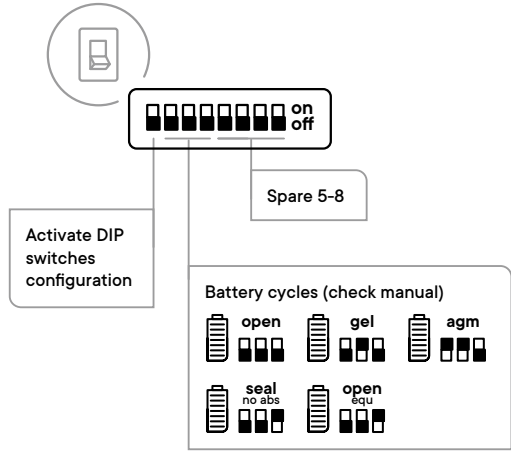 on
off
Spare 5-8
Activate DIP
switches
configuration
Battery cycles (check manual)
open
gel
agm
seal
no abs
open
equ